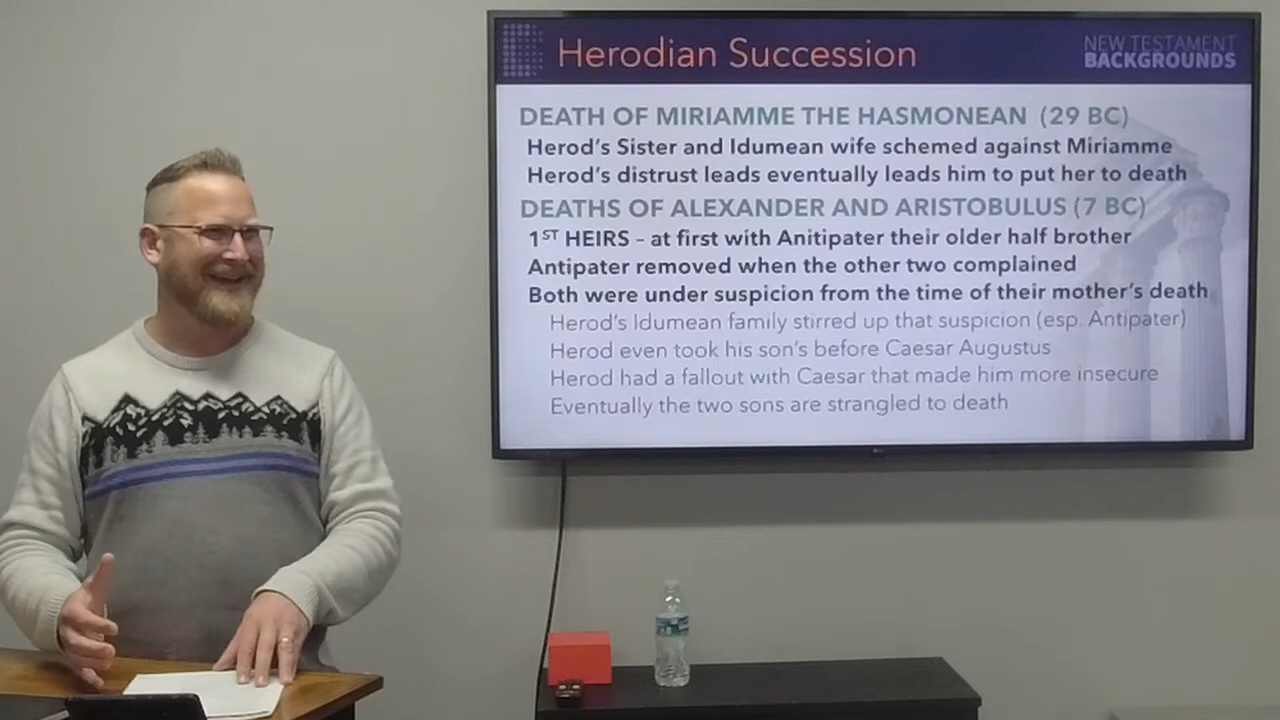 Herodian Succession
NEW TESTAMENT
BACKGROUNDS
DEATH OF MIRIAMME THE HASMONEAN (29 BC)
Herod's Sister and Idumean wife schemed against Miriamme
Herod's distrust leads eventually leads him to put her to death
DEATHS OF ALEXANDER AND ARISTOBULUS (7 BC)
1ST HEIRS – at first with Anitipater their older half brother
Antipater removed when the other two complained
Both were under suspicion from the time of their mother's death
Herod's Idumean family stirred up that suspicion (esp. Antipater)
Herod even took his son's before Caesar Augustus
Herod had a fallout with Caesar that made him more insecure
Eventually the two sons are strangled to death